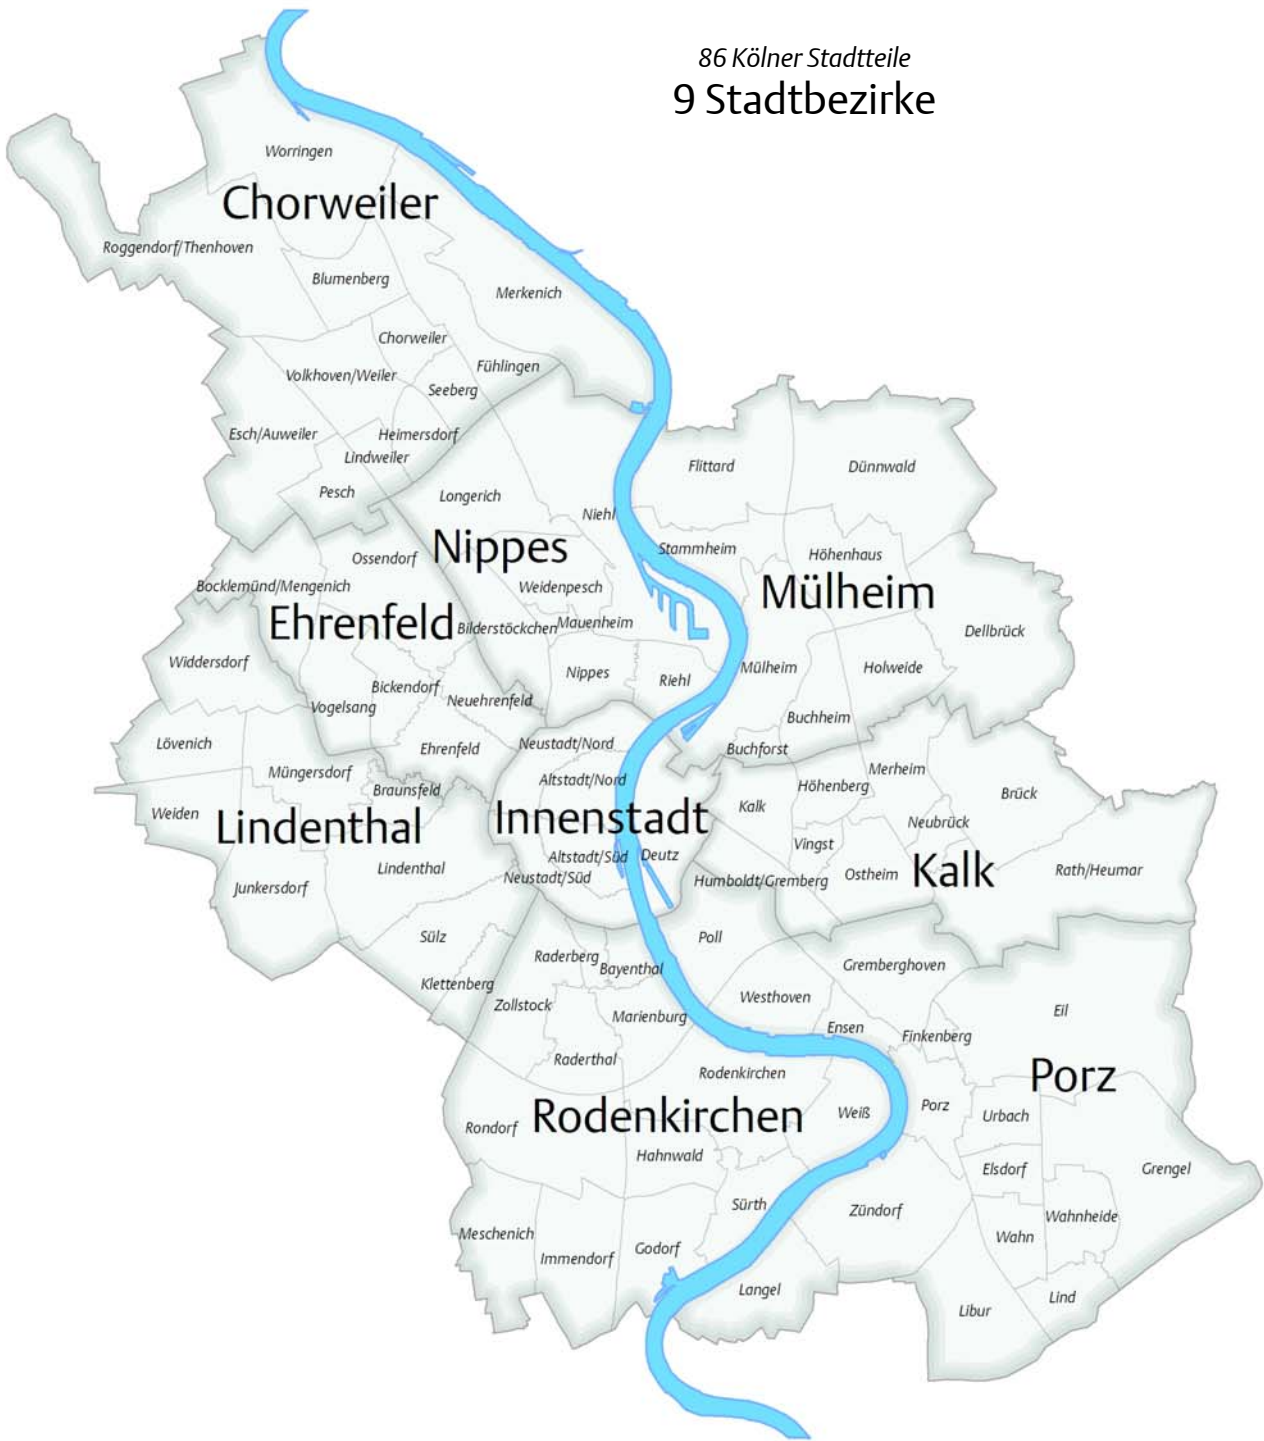 86 Kölner Stadtteile
9 Stadtbezirke
Worringen
Chorweiler
Roggendorf/Thenhoven
Blumenberg
Merkenich
Chorweiler
Fühlingen
Volkhoven/Weiler
Seeberg
Esch/Auweiler
Heimersdorf
Lindweiler
Pesch
Longerich
Niehl
Nippes
Weidenpesch
Bilderstöckchen
Mauenheim
Nippes
Riehl
Flittard
Dünnwald
Stammheim
Höhenhaus
Mülheim
Dellbrück
Mülheim
Holweide
Buchheim
Buchforst
Ossendorf
Bocklemünd/Mengenich
Ehrenfeld
Bickendorf
Neuehrenfeld
Vogelsang
Ehrenfeld
Widdersdorf
Lövenich
Müngersdorf
Braunsfeld
Weiden
Lindenthal
Lindenthal
Junkersdorf
Sülz
Klettenberg
Neustadt/Nord
Altstadt/Nord
Innenstadt
Altstadt/Süd
Deutz
Neustadt/Süd
Merheim
Höhenberg
Brück
Kalk
Neubrück
Vingst
Kalk
Ostheim
Rath/Heumar
Humboldt/Gremberg
Raderberg
Bayenthal
Zollstock
Marienburg
Raderthal
Rodenkirchen
Rodenkirchen
Weiß
Rondorf
Hahnwald
Sürth
Meschenich
Immendorf
Godorf
Poll
Gremberghoven
Westhoven
Eil
Ensen
Finkenberg
Porz
Porz
Urbach
Elsdorf
Grengel
Zündorf
Wahnheide
Wahn
Langel
Lind
Libur